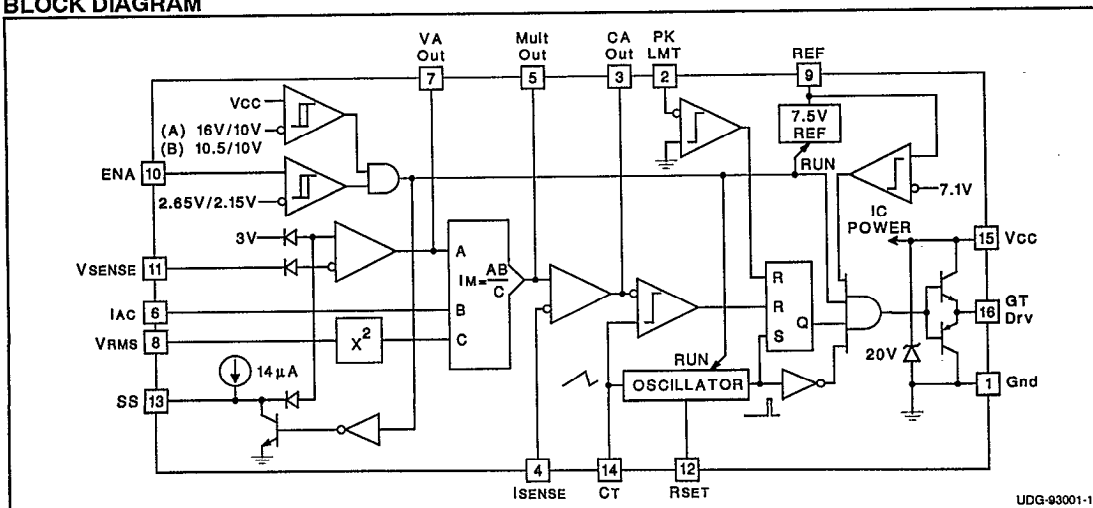 BLOCK DIAGRAM
VA Out
7
Mult Out
5
CA Out
3
PK LMT
2
REF
9
VCC
(A) 16V/10V
(B) 10.5/10V
ENA 10
2.65V/2.15V
7.5V REF
RUN
7.1V
IC POWER
15 VCC
3V
VSENSE 11
A
IM=AB/C
B
C
IAC 6
VRMS 8
X2
14µA
SS 13
R
R
S
Q
RUN
OSCILLATOR
20V
16 GT Drv
1 Gnd
4
ISENSE
14
CT
12
RSET
UDG-93001-1